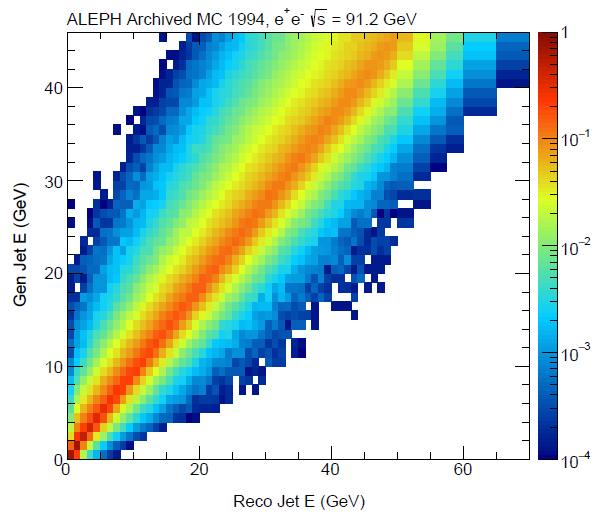 ALEPH Archived MC 1994, e⁺e⁻ √s = 91.2 GeV
1
10⁻¹
10⁻²
10⁻³
10⁻⁴
40
30
20
10
0
Gen Jet E (GeV)
0 20 40 60
Reco Jet E (GeV)